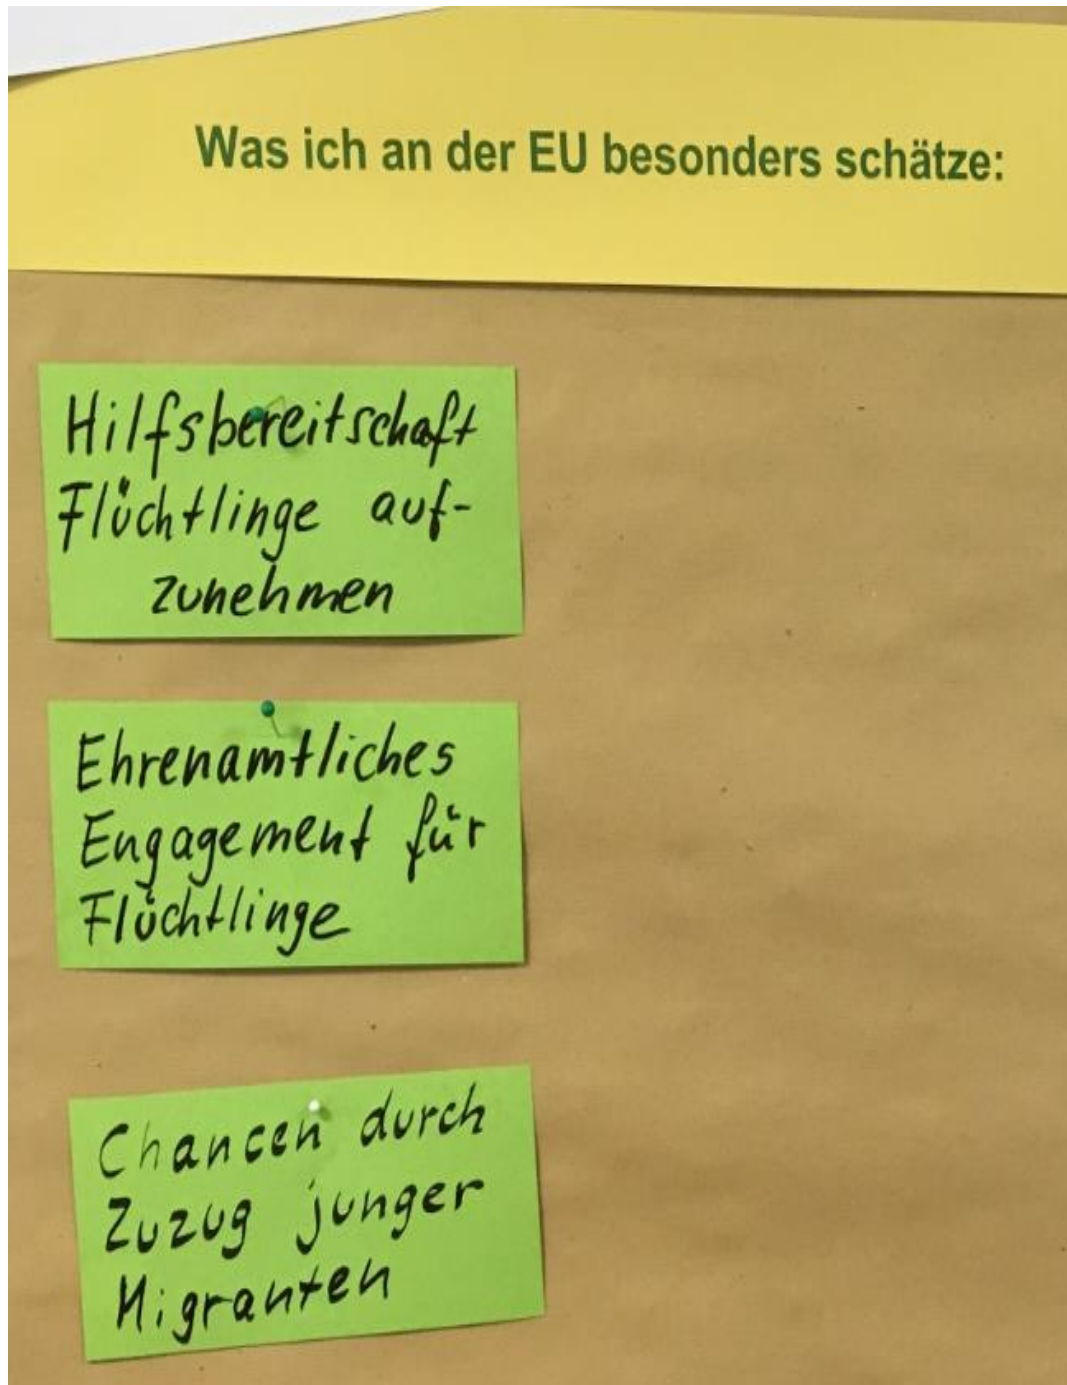 Was ich an der EU besonders schätze:
Hilfsbereitschaft
Flüchtlinge auf-
zunehmen
Ehrenamtliches
Engagement für
Flüchtlinge
Chancen durch
Zuzug junger
Migranten